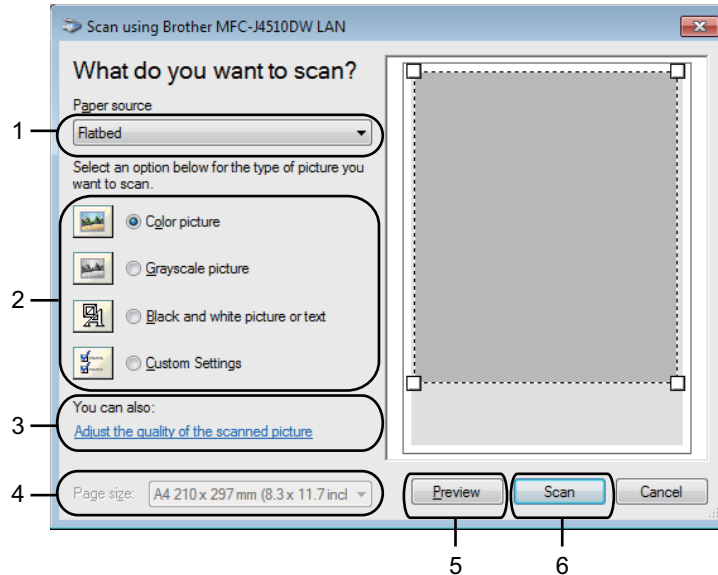 Scan using Brother MFC-J4510DW LAN
What do you want to scan?
Paper source
1
Flatbed
Select an option below for the type of picture you
want to scan.
Color picture
Grayscale picture
2
Black and white picture or text
Custom Settings
You can also:
3
Adjust the quality of the scanned picture
4
Page size:
A4 210 x 297 mm (8.3 x 11.7 incl
Preview
Scan
Cancel
5
6